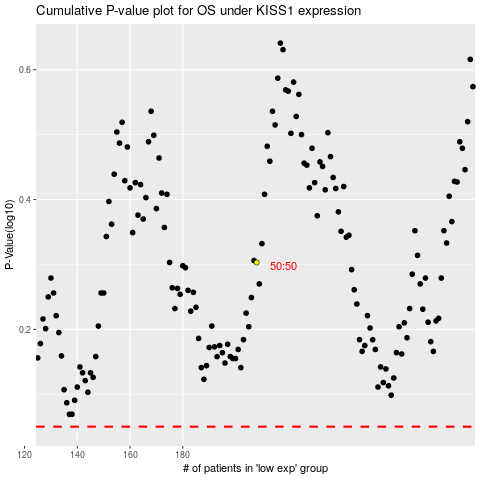 Cumulative P-value plot for OS under KISS1 expression
P-Value(log10)
0.6
0.4
0.2
50:50
120 140 160 180
# of patients in 'low exp' group